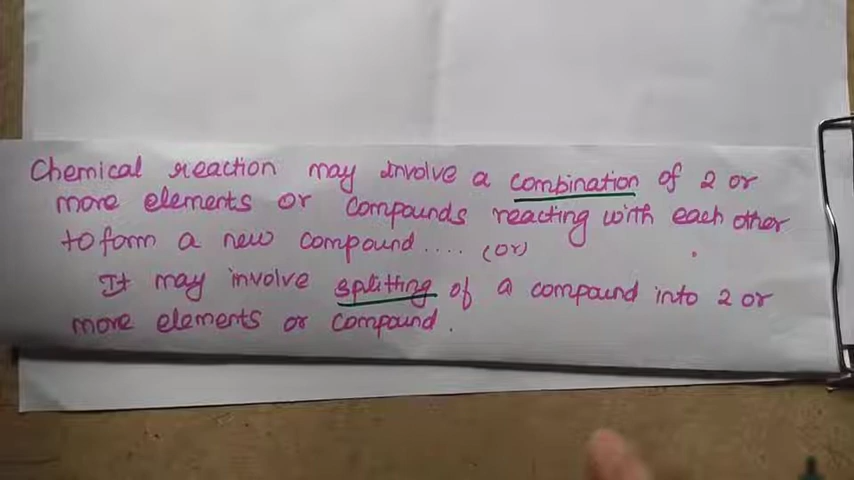 Chemical reaction may involve a combination of 2 or
more elements or compounds reacting with each other
to form a new compound.... (or)
It may involve splitting of a compound into 2 or
more elements or compound.